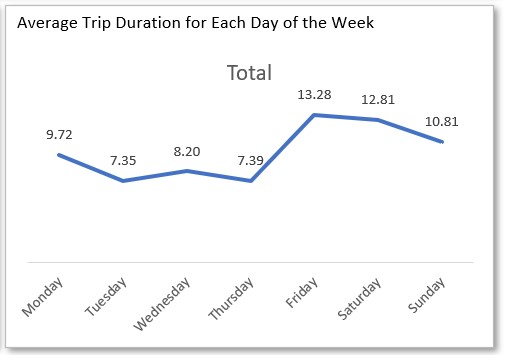 Average Trip Duration for Each Day of the Week
Total
9.72
7.35
8.20
7.39
13.28
12.81
10.81
Monday
Tuesday
Wednesday
Thursday
Friday
Saturday
Sunday